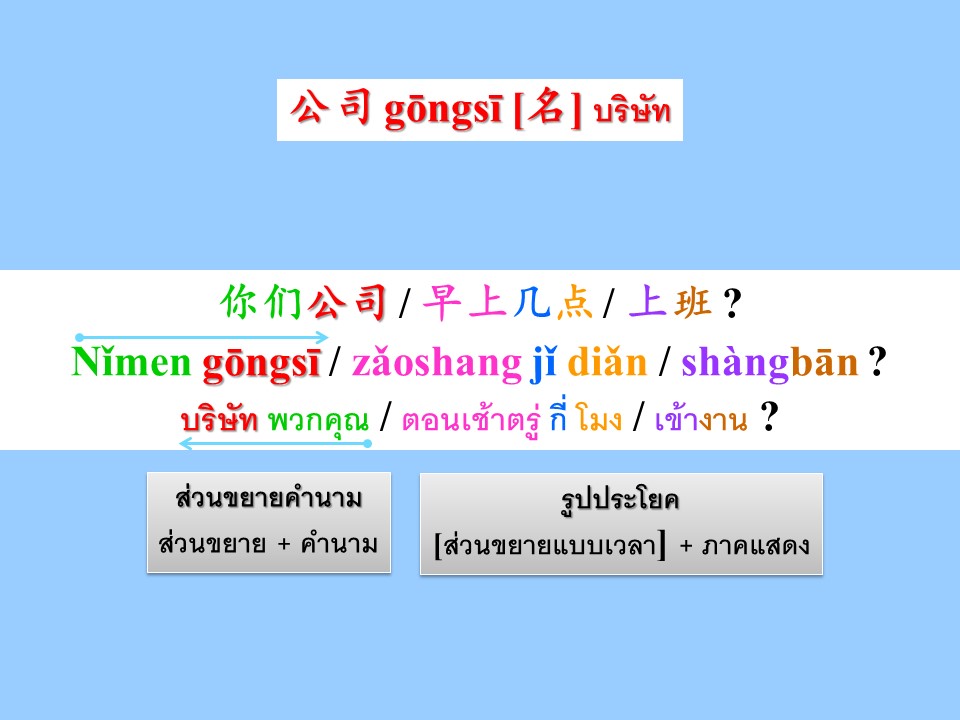 公司 gōngsī [名] บริษัท
你们公司 / 早上几点 / 上班 ?
Nǐmen gōngsī / zǎoshang jǐ diǎn / shàngbān ?
บริษัท พวกคุณ / ตอนเช้าตรู่ กี่ โมง / เข้างาน ?
ส่วนขยายคำนาม
ส่วนขยาย + คำนาม
รูปประโยค
[ส่วนขยายแบบเวลา] + ภาคแสดง